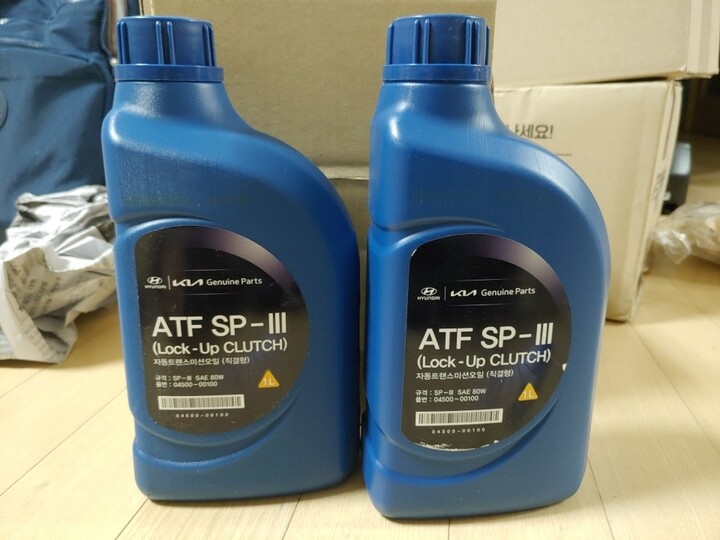 HYUNDAI KIA Genuine Parts
ATF SP-III
(Lock-Up CLUTCH)
자동트랜스미션오일 (직결형)
규격 : SP-III SAE 80W
품번 : 04500-00100
1L
04500-00100
HYUNDAI KIA Genuine Parts
ATF SP-III
(Lock-Up CLUTCH)
자동트랜스미션오일 (직결형)
규격 : SP-III SAE 80W
품번 : 04500-00100
1L
04500-00100
세요!